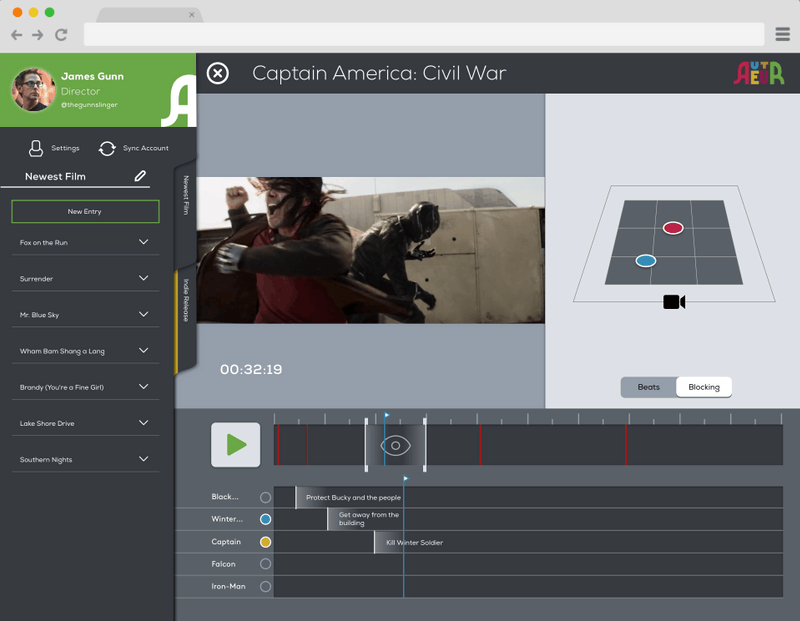 James Gunn
Director
@thegunnslinger
Captain America: Civil War
AUTEUR
Settings
Sync Account
Newest Film
New Entry
Fox on the Run
Surrender
Mr. Blue Sky
Wham Bam Shang a Lang
Brandy (You're a Fine Girl)
Lake Shore Drive
Southern Nights
Newest Film
Indie Release
00:32:19
Beats
Blocking
Black...
Protect Bucky and the people
Winter...
Get away from the
building
Captain
Kill Winter Soldier
Falcon
Iron-Man